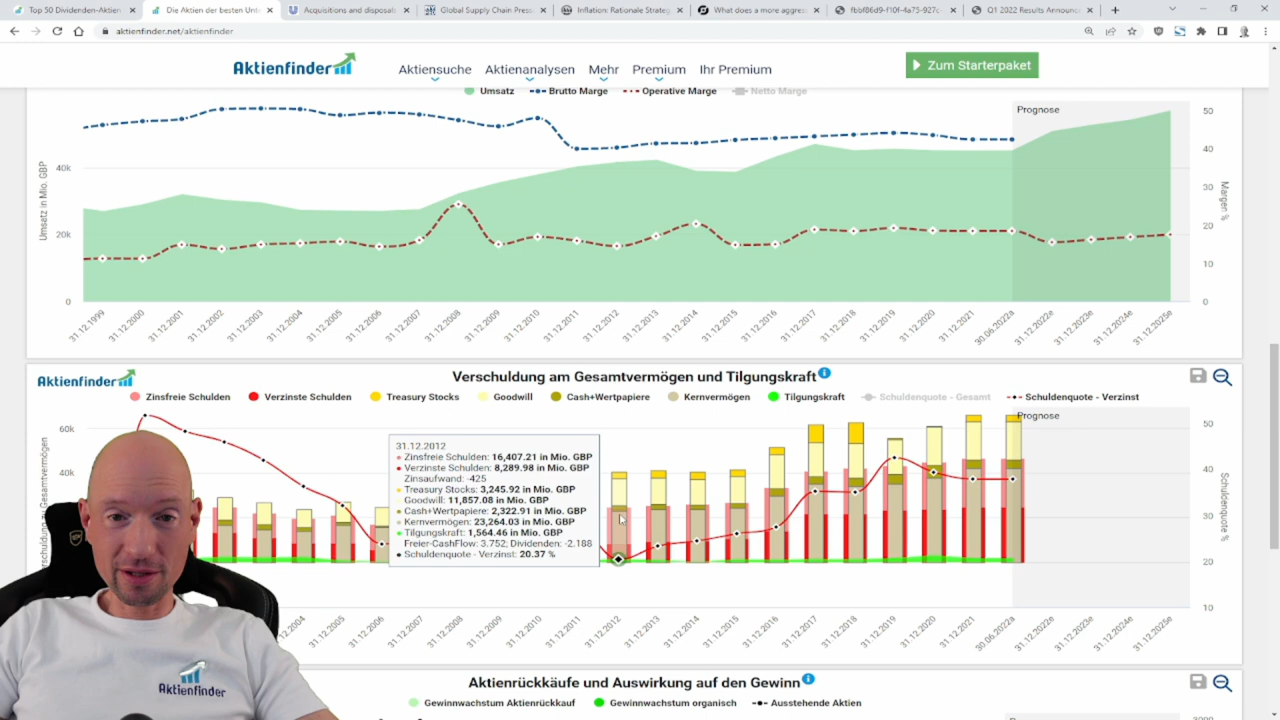 Top 50 Dividenden-Aktien
Die Aktien der besten Unt
Acquisitions and disposals
Global Supply Chain Press
Inflation: Rationale Strateg
What does a more aggres
fbbf86d9-f10f-4a75-927c-
Q1 2022 Results Announc
aktienfinder.net/aktienfinder
Aktienfinder
Aktiensuche
Aktienanalysen
Mehr
Premium
Ihr Premium
Zum Starterpaket
Umsatz
Brutto Marge
Operative Marge
Netto Marge
Prognose
Umsatz in Mio. GBP
40k
20k
0
50
40
30
20
10
0
Margen %
31.12.1999
31.12.2000
31.12.2001
31.12.2002
31.12.2003
31.12.2004
31.12.2005
31.12.2006
31.12.2007
31.12.2008
31.12.2009
31.12.2010
31.12.2011
31.12.2012
31.12.2013
31.12.2014
31.12.2015
31.12.2016
31.12.2017
31.12.2018
31.12.2019
31.12.2020
31.12.2021
30.06.2022a
31.12.2022e
31.12.2023e
31.12.2024e
31.12.2025e
Aktienfinder
Verschuldung am Gesamtvermögen und Tilgungskraft
Zinsfreie Schulden
Verzinste Schulden
Treasury Stocks
Goodwill
Cash+Wertpapiere
Kernvermögen
Tilgungskraft
Schuldenquote - Gesamt
Schuldenquote - Verzinst
Prognose
60k
40k
50
40
30
20
10
Schuldenquote %
31.12.2012
Zinsfreie Schulden: 16,407.21 in Mio. GBP
Verzinste Schulden: 8,289.98 in Mio. GBP
Zinsaufwand: -425
Treasury Stocks: 3,245.92 in Mio. GBP
Goodwill: 11,857.08 in Mio. GBP
Cash+Wertpapiere: 2,322.91 in Mio. GBP
Kernvermögen: 23,264.03 in Mio. GBP
Tilgungskraft: 1,564.46 in Mio. GBP
Freier-CashFlow: 3.752; Dividenden: -2.188
Schuldenquote - Verzinst: 20.37 %
31.12.2005
31.12.2006
31.12.2007
31.12.2008
31.12.2009
31.12.2010
31.12.2011
31.12.2012
31.12.2013
31.12.2014
31.12.2015
31.12.2016
31.12.2017
31.12.2018
31.12.2019
31.12.2020
31.12.2021
30.06.2022a
31.12.2022e
31.12.2023e
31.12.2024e
31.12.2025e
Aktienfinder
Aktienrückkäufe und Auswirkung auf den Gewinn
Gewinnwachstum Aktienrückkauf
Gewinnwachstum organisch
Ausstehende Aktien